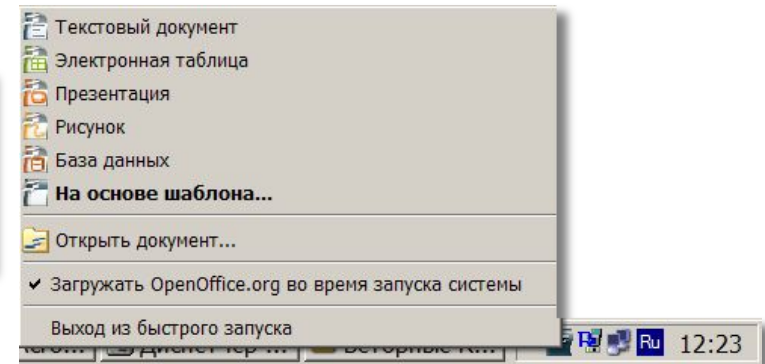 Текстовый документ
Электронная таблица
Презентация
Рисунок
База данных
На основе шаблона...
Открыть документ...
Загружать OpenOffice.org во время запуска системы
Выход из быстрого запуска
Ru 12:23